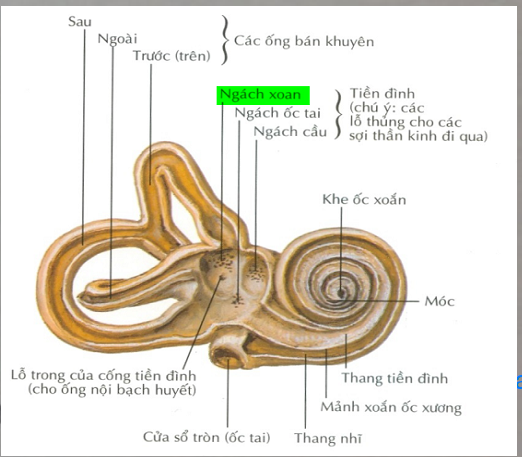 Sau
Ngoài
Trước (trên)
Các ống bán khuyên
Ngách xoan
Ngách ốc tai
Ngách cầu
Tiền đình
(chú ý: các
lỗ thủng cho các
sợi thần kinh đi qua)
Khe ốc xoắn
Móc
Lỗ trong của cống tiền đình
(cho ống nội bạch huyết)
Thang tiền đình
Mảnh xoắn ốc xương
Cửa sổ tròn (ốc tai)
Thang nhĩ